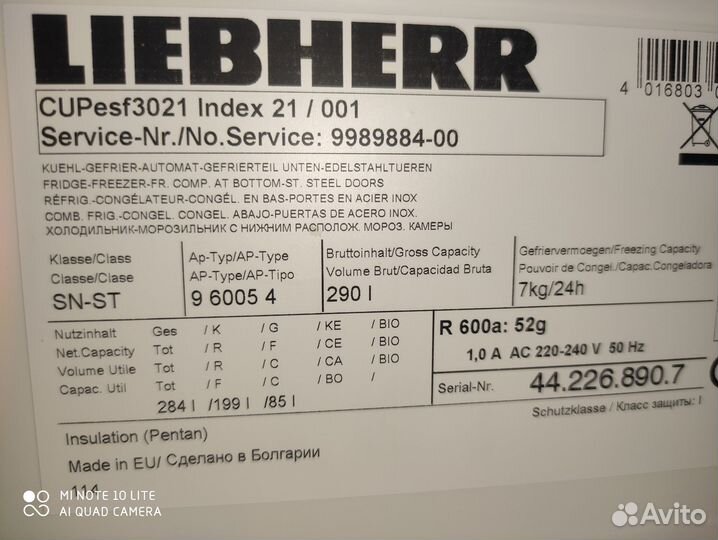 LIEBHERR
4 016803
CUPesf3021 Index 21 / 001
Service-Nr./No.Service: 9989884-00
KUEHL-GEFRIER-AUTOMAT-GEFRIERTEIL UNTEN-EDELSTAHLTUEREN
FRIDGE-FREEZER-FR. COMP. AT BOTTOM-ST. STEEL DOORS
RÉFRIG.-CONGÉLATEUR-CONGÉL. EN BAS-PORTES EN ACIER INOX
COMB. FRIG.-CONGEL. CONGEL. ABAJO-PUERTAS DE ACERO INOX.
ХОЛОДИЛЬНИК-МОРОЗИЛЬНИК С НИЖНИМ РАСПОЛОЖ. МОРОЗ. КАМЕРЫ
Klasse/Class
Classe/Clase
SN-ST
Ap-Typ/AP-Type
AP-Type/AP-Tipo
9 6005 4
Bruttoinhalt/Gross Capacity
Volume Brut/Capacidad Bruta
290 l
Gefriervermoegen/Freezing Capacity
Pouvoir de Congel./Capac.Congeladora
7kg/24h
Nutzinhalt Ges / K / G / KE / BIO
Net.Capacity Tot / R / F / CE / BIO
Volume Utile Tot / R / C / CA / BIO
Capac. Util Tot / F / C / BO /
284 l /199 l /85 l
R 600a: 52g
1,0 A AC 220-240 V 50 Hz
Serial-Nr. 44.226.890.7
Schutzklasse / Класс защиты: I
Insulation (Pentan)
Made in EU/ Сделано в Болгарии
114
MI NOTE 10 LITE
AI QUAD CAMERA
Avito